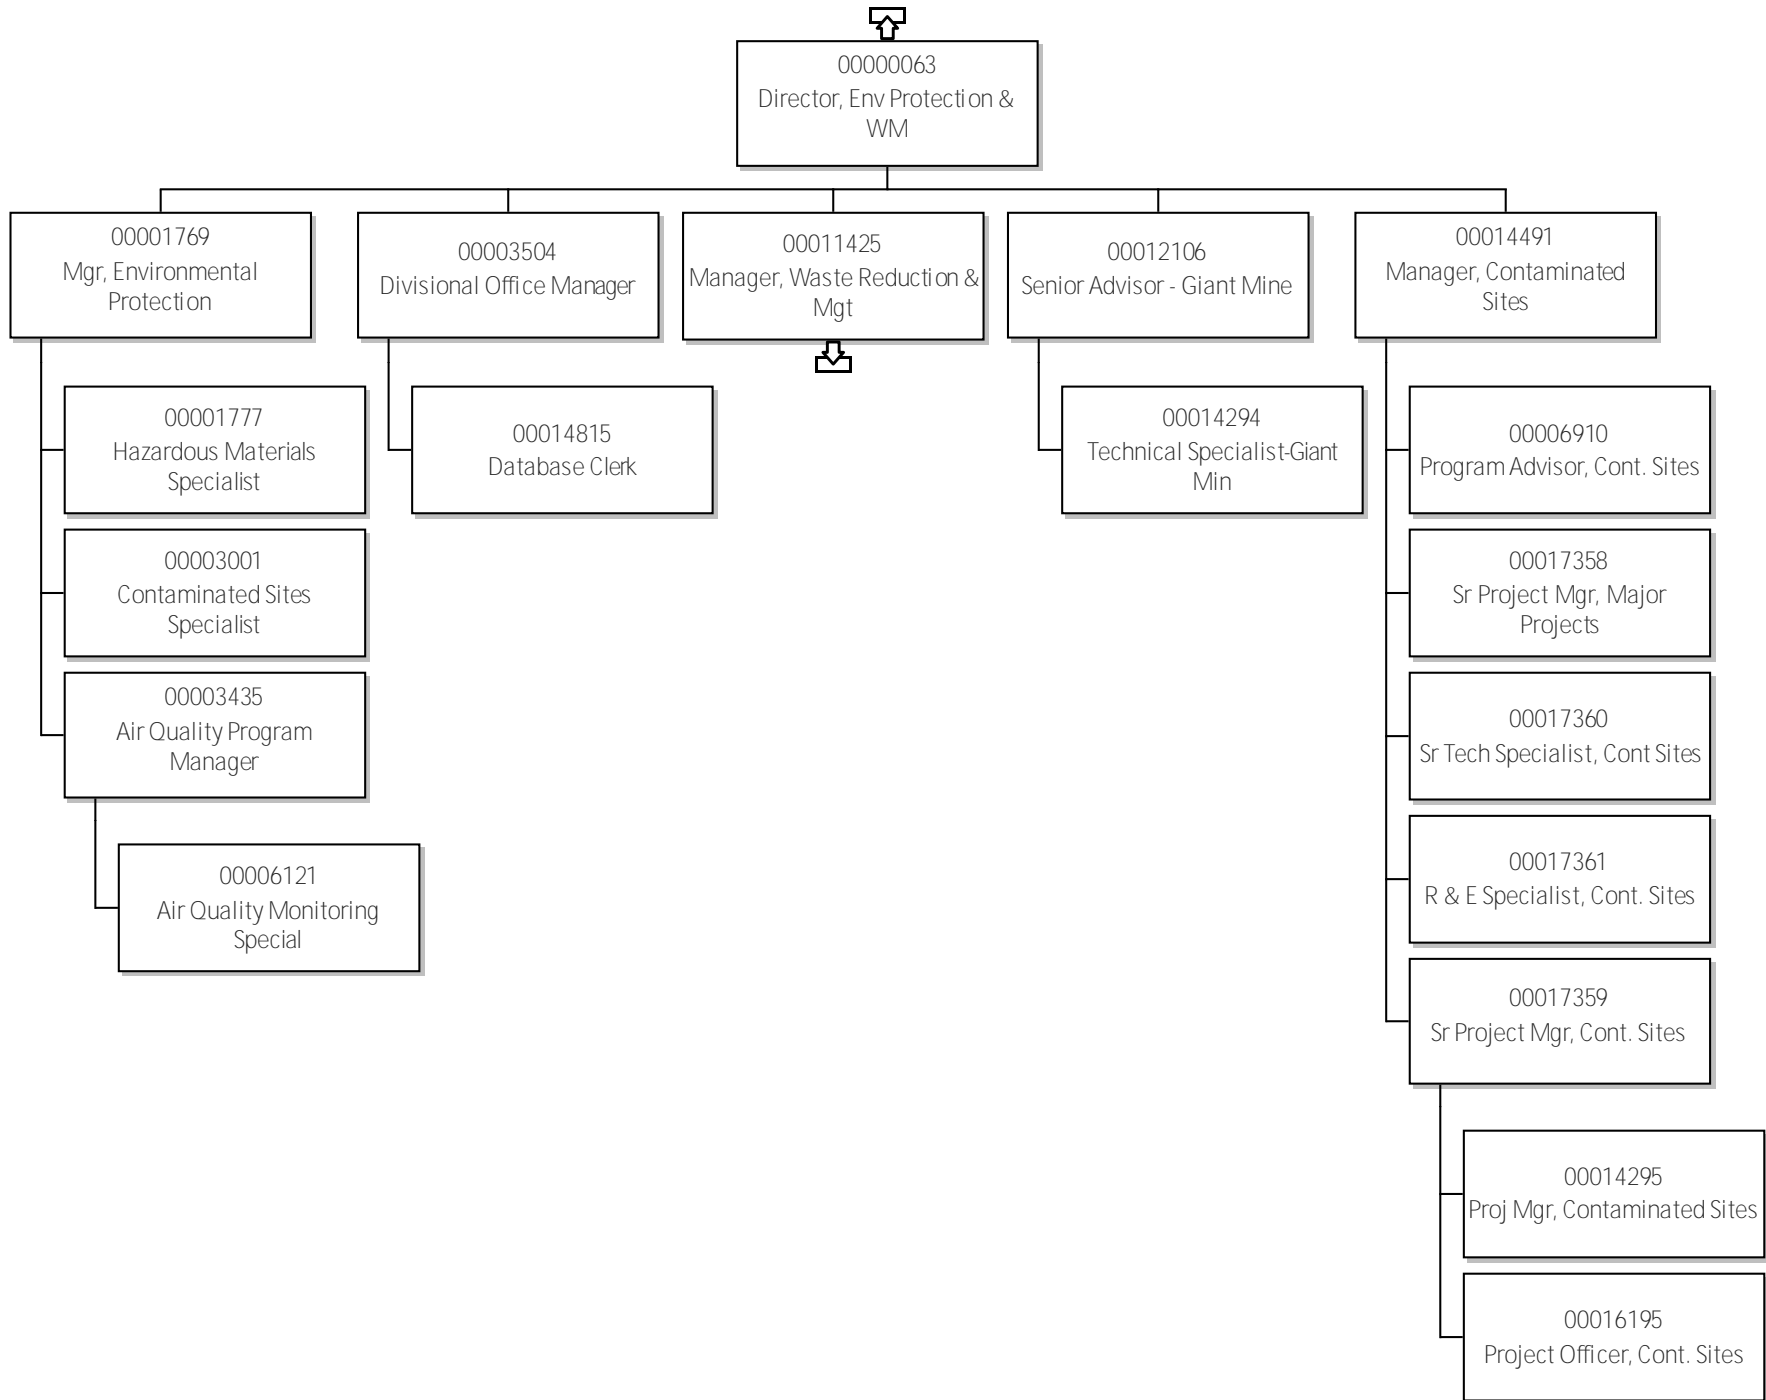 00000063
Director, Env Protection &
WM
00001769
Mgr, Environmental
Protection
00003504
Divisional Office Manager
00011425
Manager, Waste Reduction &
Mgt
00012106
Senior Advisor - Giant Mine
00014491
Manager, Contaminated
Sites
00001777
Hazardous Materials
Specialist
00003001
Contaminated Sites
Specialist
00003435
Air Quality Program
Manager
00006121
Air Quality Monitoring
Special
00014815
Database Clerk
00014294
Technical Specialist-Giant
Min
00006910
Program Advisor, Cont. Sites
00017358
Sr Project Mgr, Major
Projects
00017360
Sr Tech Specialist, Cont Sites
00017361
R & E Specialist, Cont. Sites
00017359
Sr Project Mgr, Cont. Sites
00014295
Proj Mgr, Contaminated Sites
00016195
Project Officer, Cont. Sites